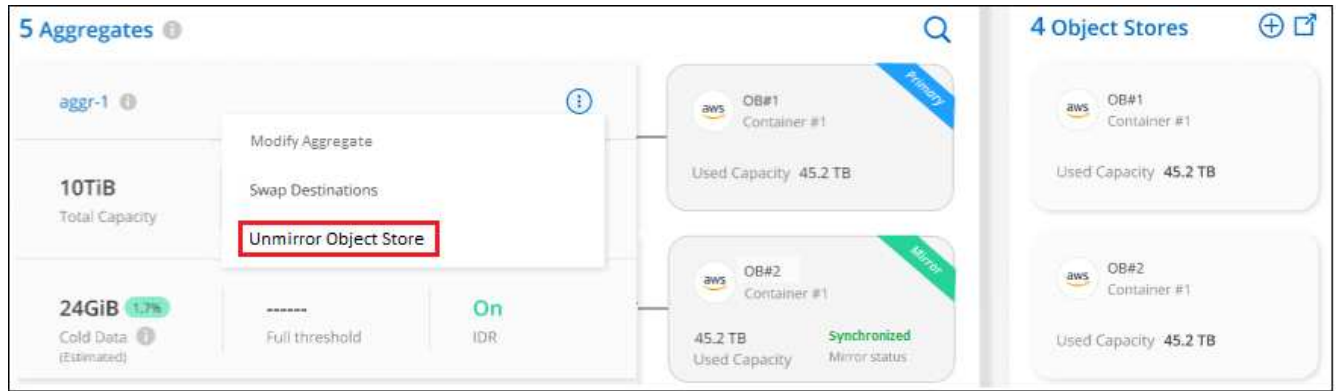 5 Aggregates
4 Object Stores
aggr-1
Modify Aggregate
Swap Destinations
Unmirror Object Store
10TiB
Total Capacity
24GiB 1.7%
Cold Data
(Estimated)
------
Full threshold
On
IDR
Primary
aws
OB#1
Container #1
Used Capacity 45.2 TB
Mirror
aws
OB#2
Container #1
45.2 TB
Used Capacity
Synchronized
Mirror status
aws
OB#1
Container #1
Used Capacity 45.2 TB
aws
OB#2
Container #1
Used Capacity 45.2 TB